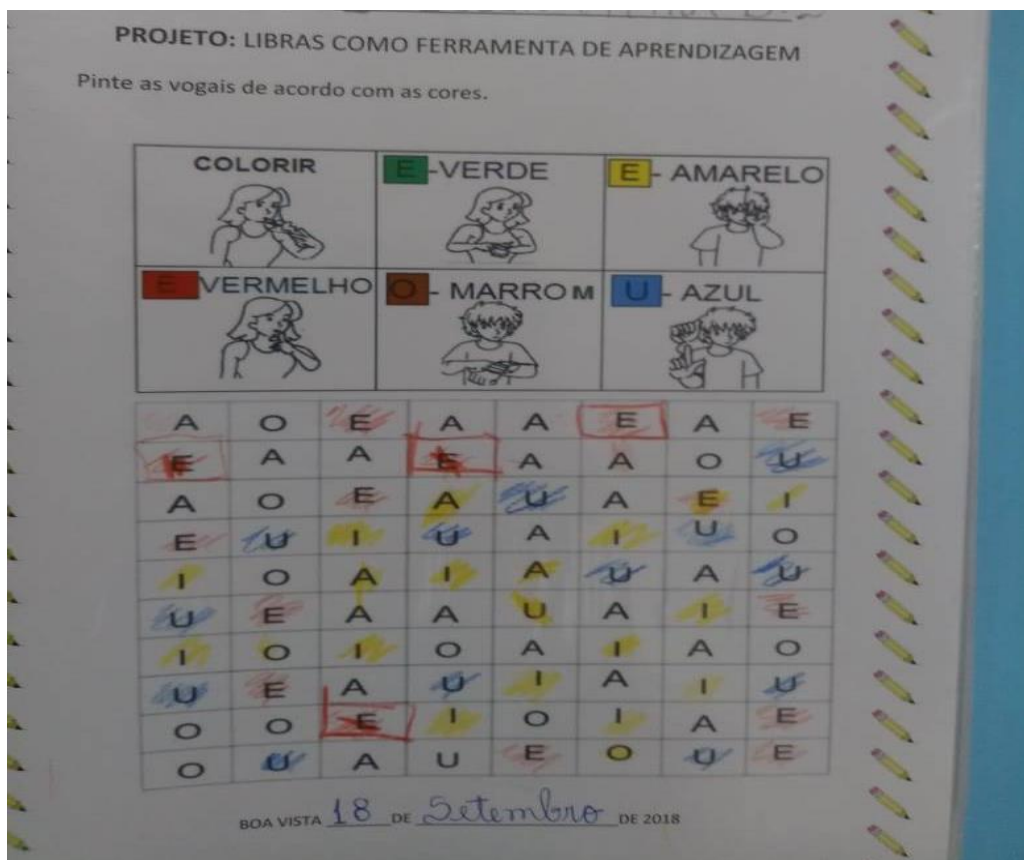 PROJETO: LIBRAS COMO FERRAMENTA DE APRENDIZAGEM
Pinte as vogais de acordo com as cores.
COLORIR E-VERDE E - AMARELO
E VERMELHO O - MARROM U - AZUL
A O E A A E A E
E A A E A A O U
A O E A U A E I
E U I U A I U O
I O A I A U A U
U E A A U A I E
I O I O A I A O
U E A U I A I U
O O E I O I A E
O U A U E O U E
BOA VISTA 18 DE Setembro DE 2018